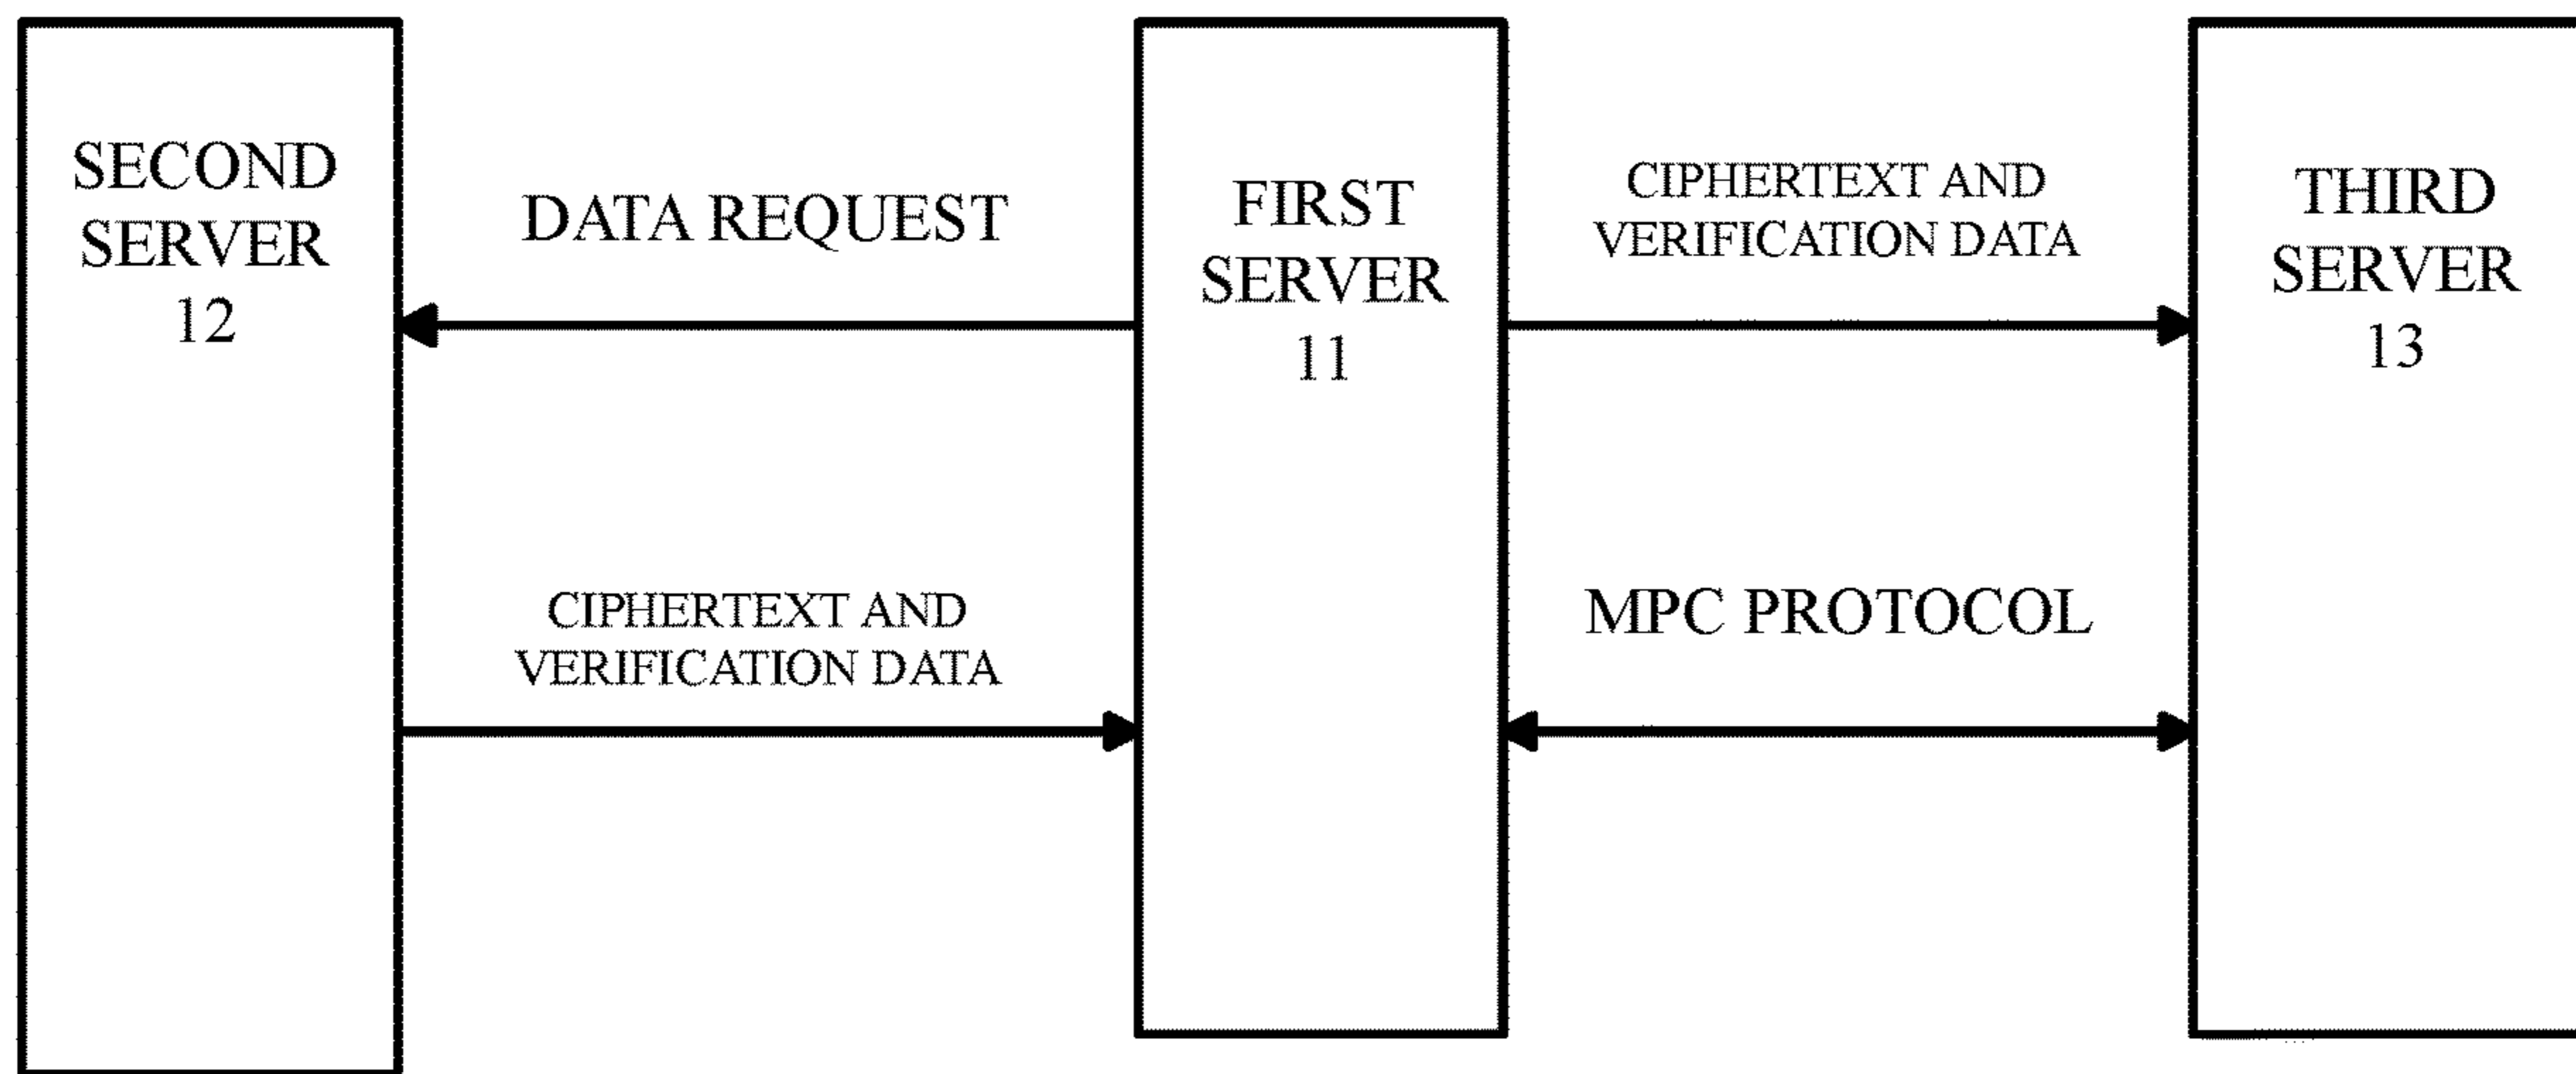 SECOND
SERVER
12
DATA REQUEST
CIPHERTEXT AND
VERIFICATION DATA
FIRST
SERVER
11
CIPHERTEXT AND
VERIFICATION DATA
MPC PROTOCOL
THIRD
SERVER
13